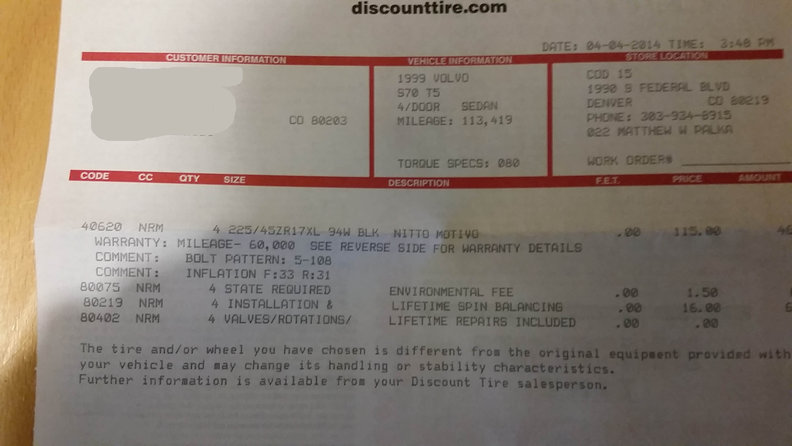 discounttire.com
DATE: 04-04-2014 TIME: 3:48 PM
CUSTOMER INFORMATION VEHICLE INFORMATION STORE LOCATION
1999 VOLVO COD 15
S70 T5 1990 S FEDERAL BLVD
4/DOOR SEDAN DENVER CO 80219
CO 80203 MILEAGE: 113,419 PHONE: 303-934-8915
022 MATTHEW W PALKA
TORQUE SPECS: 080 WORK ORDER#
CODE CC QTY SIZE DESCRIPTION F.E.T. PRICE AMOUNT
40620 NRM 4 225/45ZR17XL 94W BLK NITTO MOTIVO .00 115.00
WARRANTY: MILEAGE- 60,000 SEE REVERSE SIDE FOR WARRANTY DETAILS
COMMENT: BOLT PATTERN: 5-108
COMMENT: INFLATION F:33 R:31
80075 NRM 4 STATE REQUIRED ENVIRONMENTAL FEE .00 1.50
80219 NRM 4 INSTALLATION & LIFETIME SPIN BALANCING .00 16.00
80402 NRM 4 VALVES/ROTATIONS/ LIFETIME REPAIRS INCLUDED .00 .00
The tire and/or wheel you have chosen is different from the original equipment provided with
your vehicle and may change its handling or stability characteristics.
Further information is available from your Discount Tire salesperson.